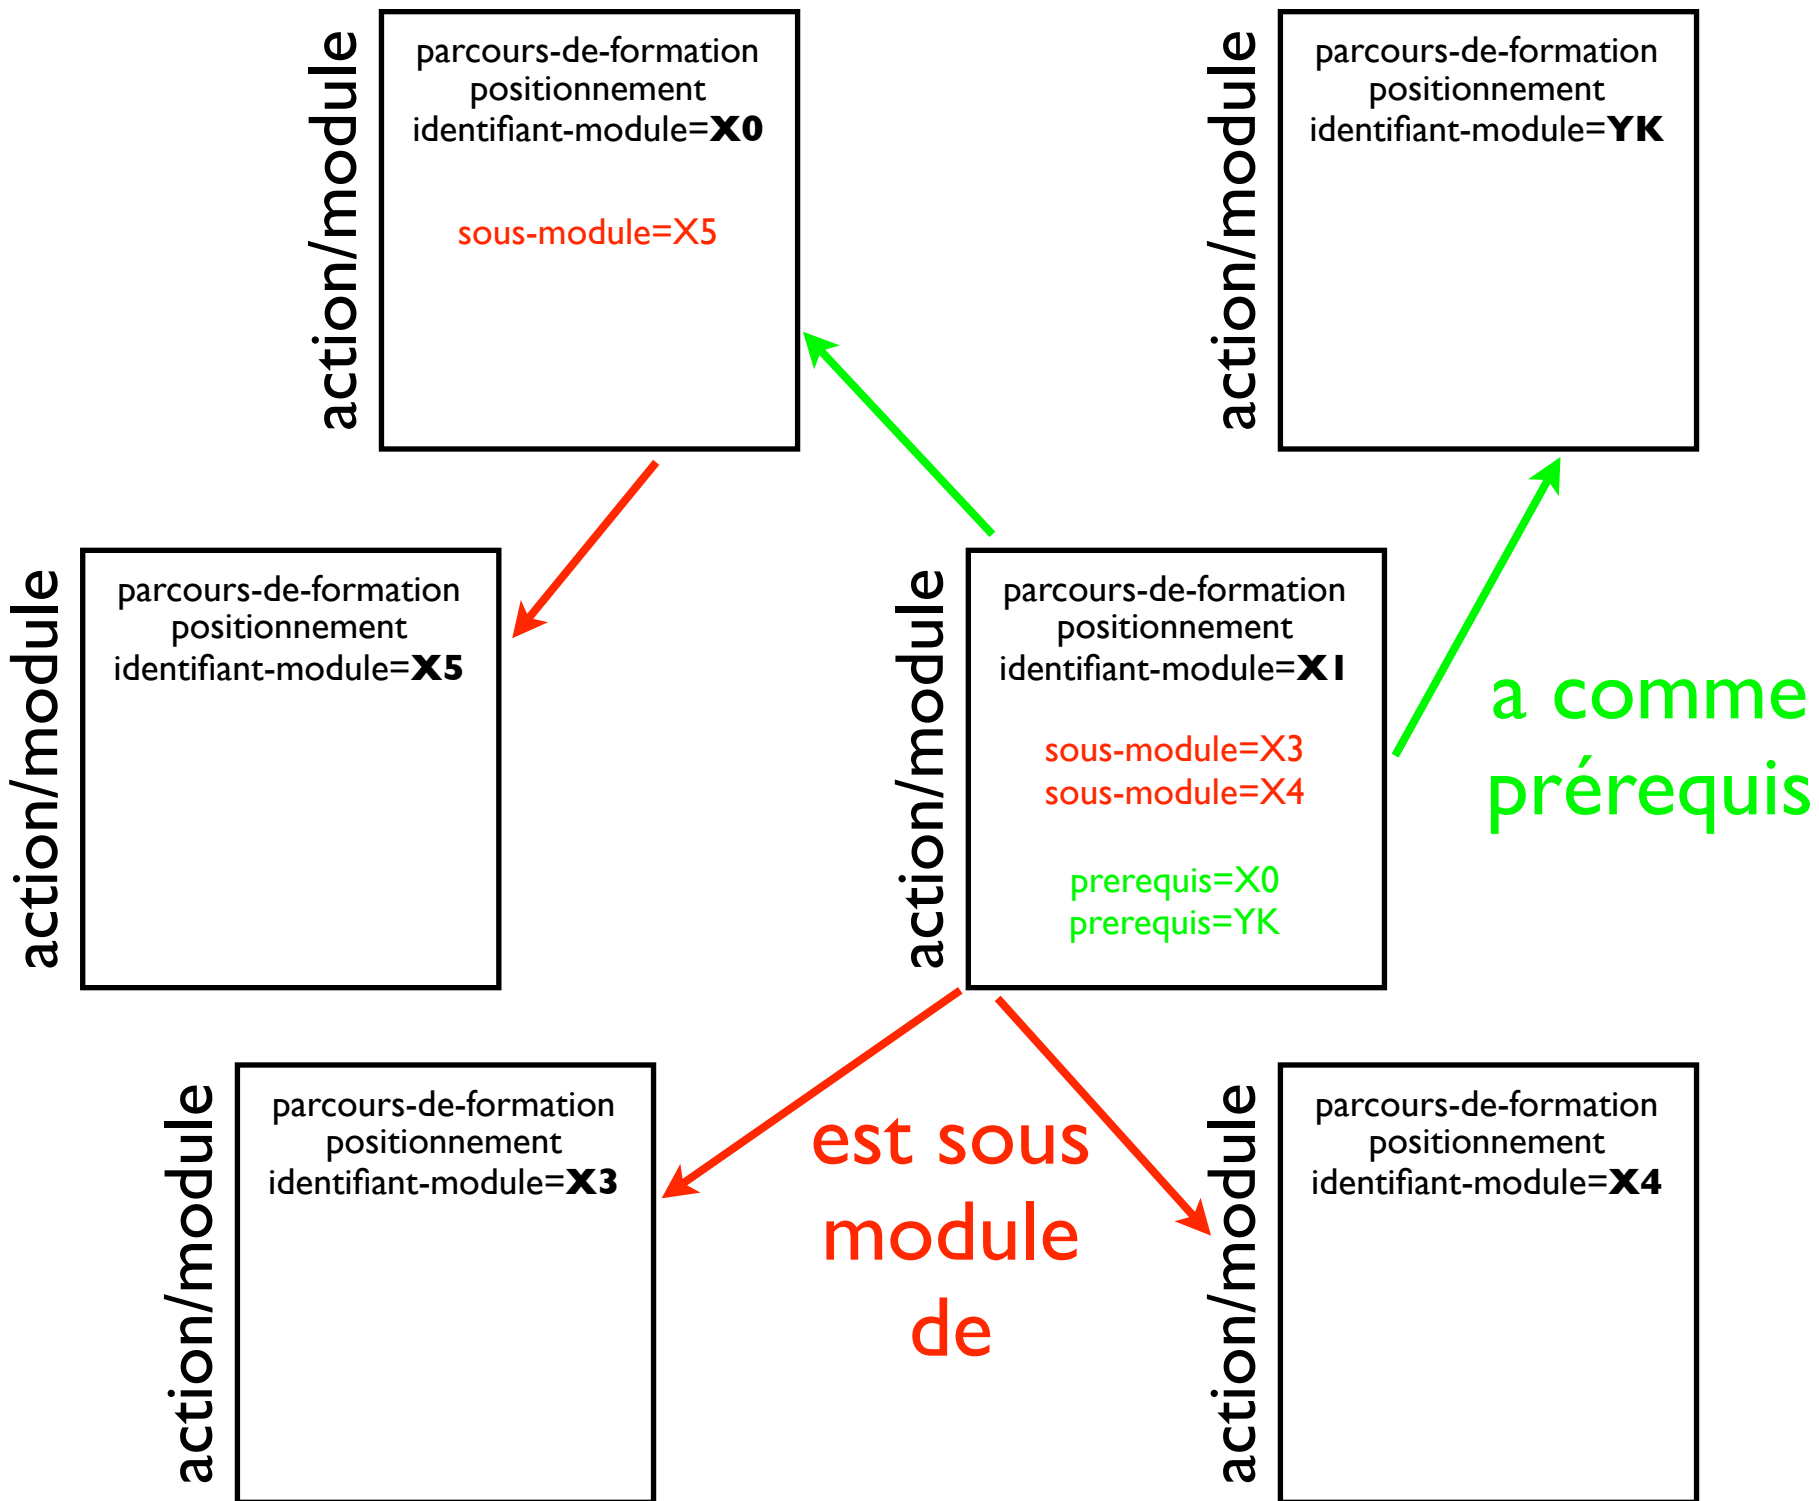 action/module
parcours-de-formation
positionnement
identifiant-module=X0
sous-module=X5
action/module
parcours-de-formation
positionnement
identifiant-module=YK
action/module
parcours-de-formation
positionnement
identifiant-module=X5
action/module
parcours-de-formation
positionnement
identifiant-module=X1
sous-module=X3
sous-module=X4
prerequis=X0
prerequis=YK
a comme
prérequis
action/module
parcours-de-formation
positionnement
identifiant-module=X3
est sous
module
de
action/module
parcours-de-formation
positionnement
identifiant-module=X4